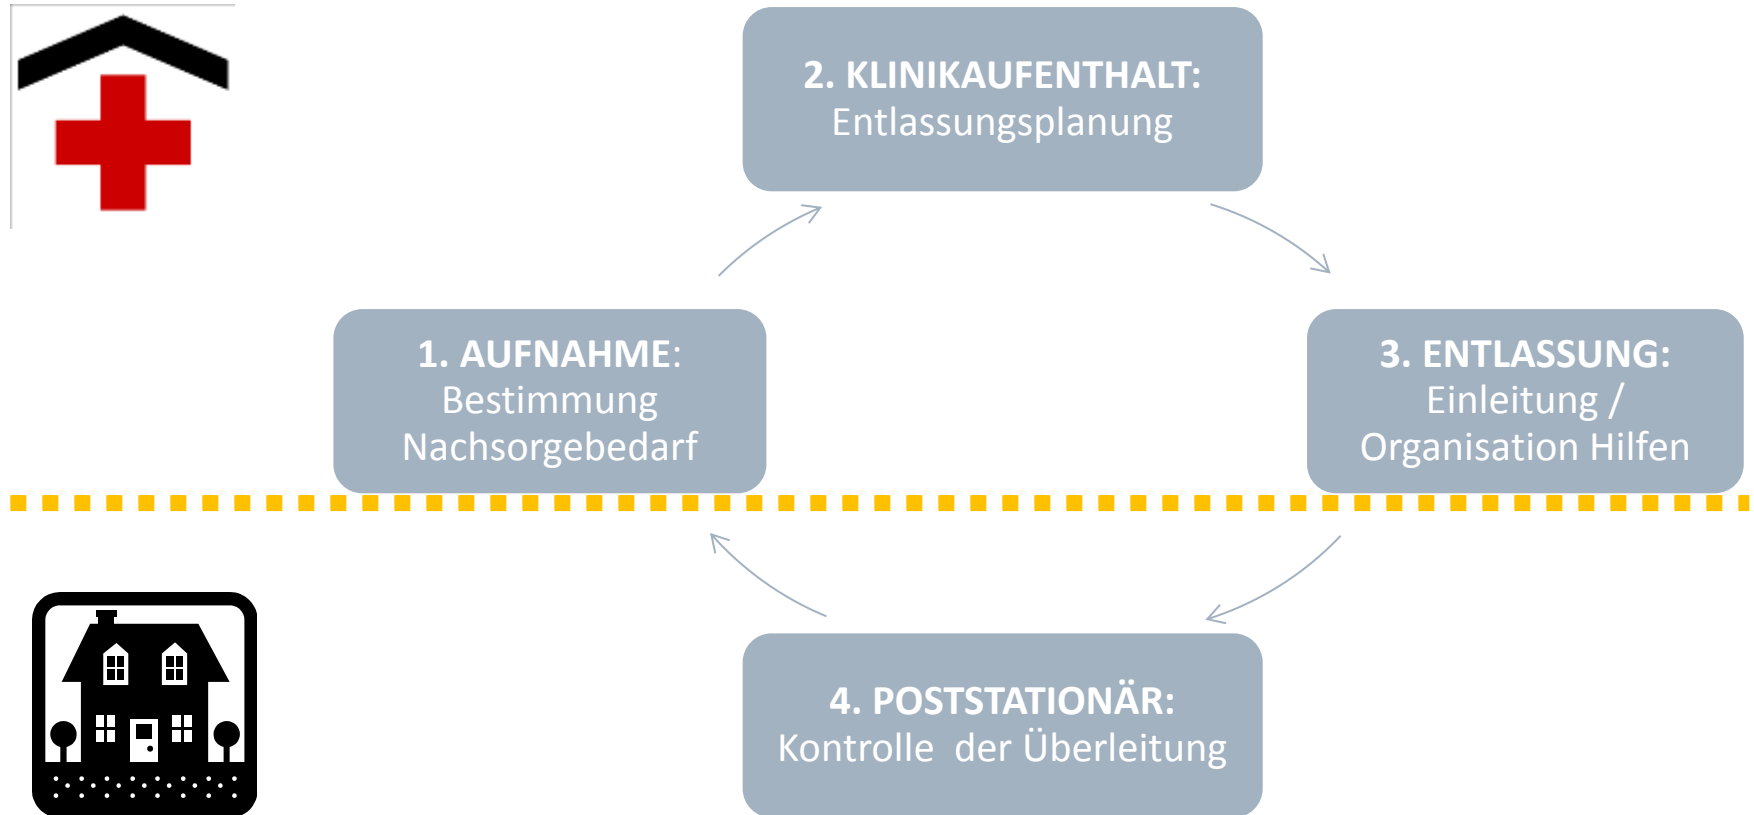 2. KLINIKAUFENTHALT:
Entlassungsplanung
1. AUFNAHME:
Bestimmung
Nachsorgebedarf
3. ENTLASSUNG:
Einleitung /
Organisation Hilfen
4. POSTSTATIONÄR:
Kontrolle  der Überleitung